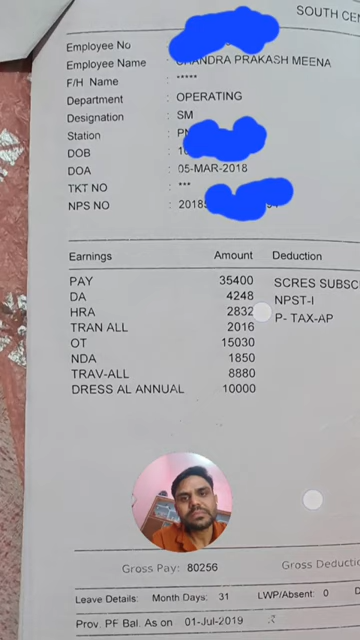 SOUTH CEN
Employee No :
Employee Name : CHANDRA PRAKASH MEENA
F/H Name : *****
Department : OPERATING
Designation : SM
Station :
DOB :
DOA : 05-MAR-2018
TKT NO : ***
NPS NO : 2018
Earnings Amount Deduction
PAY 35400 SCRES SUBSC
DA 4248 NPST-I
HRA 2832 P- TAX-AP
TRAN ALL 2016
OT 15030
NDA 1850
TRAV-ALL 8880
DRESS AL ANNUAL 10000
Gross Pay: 80256 Gross Deductio
Leave Details: Month Days: 31 LWP/Absent: 0 D
Prov. PF Bal. As on 01-Jul-2019